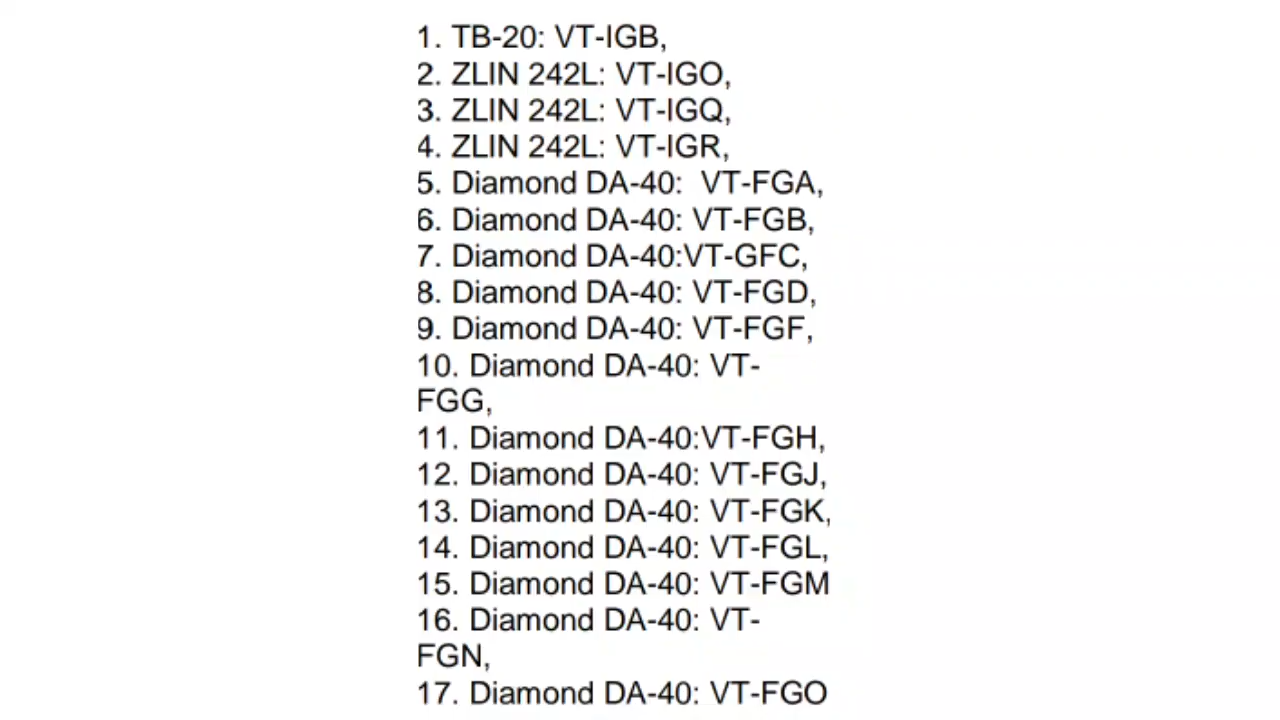 1. TB-20: VT-IGB,
2. ZLIN 242L: VT-IGO,
3. ZLIN 242L: VT-IGQ,
4. ZLIN 242L: VT-IGR,
5. Diamond DA-40:  VT-FGA,
6. Diamond DA-40: VT-FGB,
7. Diamond DA-40:VT-GFC,
8. Diamond DA-40: VT-FGD,
9. Diamond DA-40: VT-FGF,
10. Diamond DA-40: VT-
FGG,
11. Diamond DA-40:VT-FGH,
12. Diamond DA-40: VT-FGJ,
13. Diamond DA-40: VT-FGK,
14. Diamond DA-40: VT-FGL,
15. Diamond DA-40: VT-FGM
16. Diamond DA-40: VT-
FGN,
17. Diamond DA-40: VT-FGO